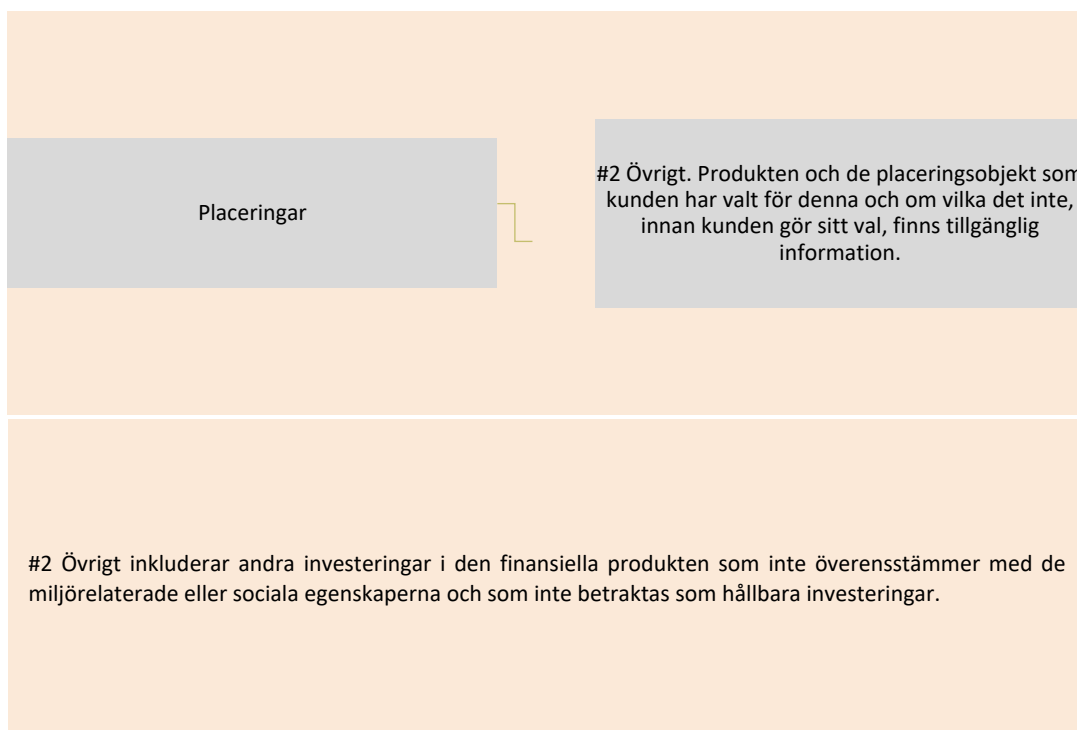 Placeringar
#2 Övrigt. Produkten och de placeringsobjekt som
kunden har valt för denna och om vilka det inte,
innan kunden gör sitt val, finns tillgänglig
information.
#2 Övrigt inkluderar andra investeringar i den finansiella produkten som inte överensstämmer med de
miljörelaterade eller sociala egenskaperna och som inte betraktas som hållbara investeringar.